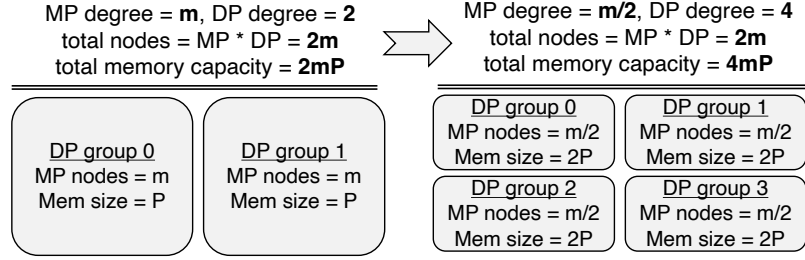 MP degree = m, DP degree = 2
total nodes = MP * DP = 2m
total memory capacity = 2mP
DP group 0
MP nodes = m
Mem size = P
DP group 1
MP nodes = m
Mem size = P
MP degree = m/2, DP degree = 4
total nodes = MP * DP = 2m
total memory capacity = 4mP
DP group 0
MP nodes = m/2
Mem size = 2P
DP group 1
MP nodes = m/2
Mem size = 2P
DP group 2
MP nodes = m/2
Mem size = 2P
DP group 3
MP nodes = m/2
Mem size = 2P